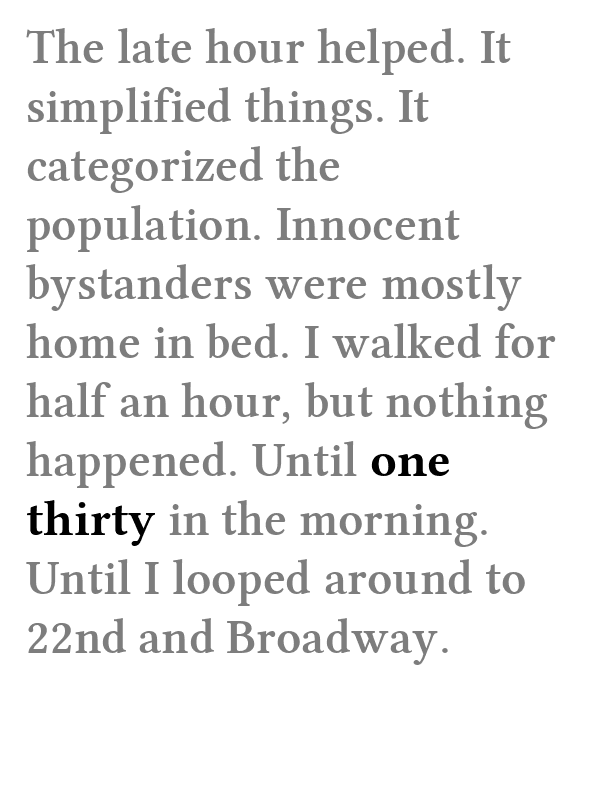 The late hour helped. It
simplified things. It
categorized the
population. Innocent
bystanders were mostly
home in bed. I walked for
half an hour, but nothing
happened. Until one
thirty in the morning.
Until I looped around to
22nd and Broadway.